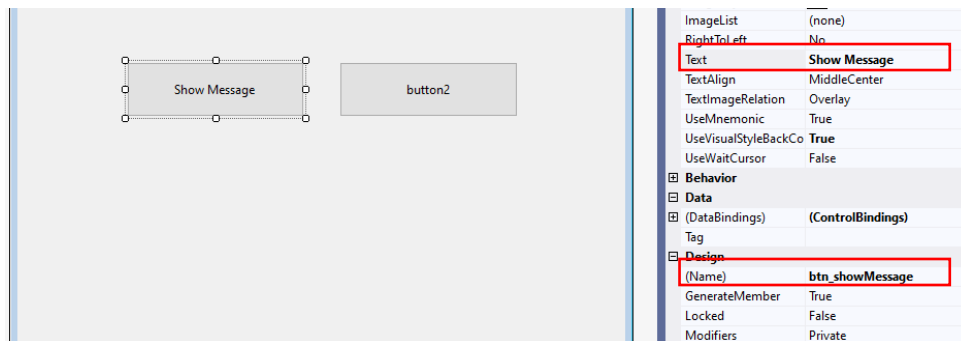 Show Message
button2
ImageList (none)
RightToLeft No
Text Show Message
TextAlign MiddleCenter
TextImageRelation Overlay
UseMnemonic True
UseVisualStyleBackCo True
UseWaitCursor False
Behavior
Data
(DataBindings) (ControlBindings)
Tag
Design
(Name) btn_showMessage
GenerateMember True
Locked False
Modifiers Private